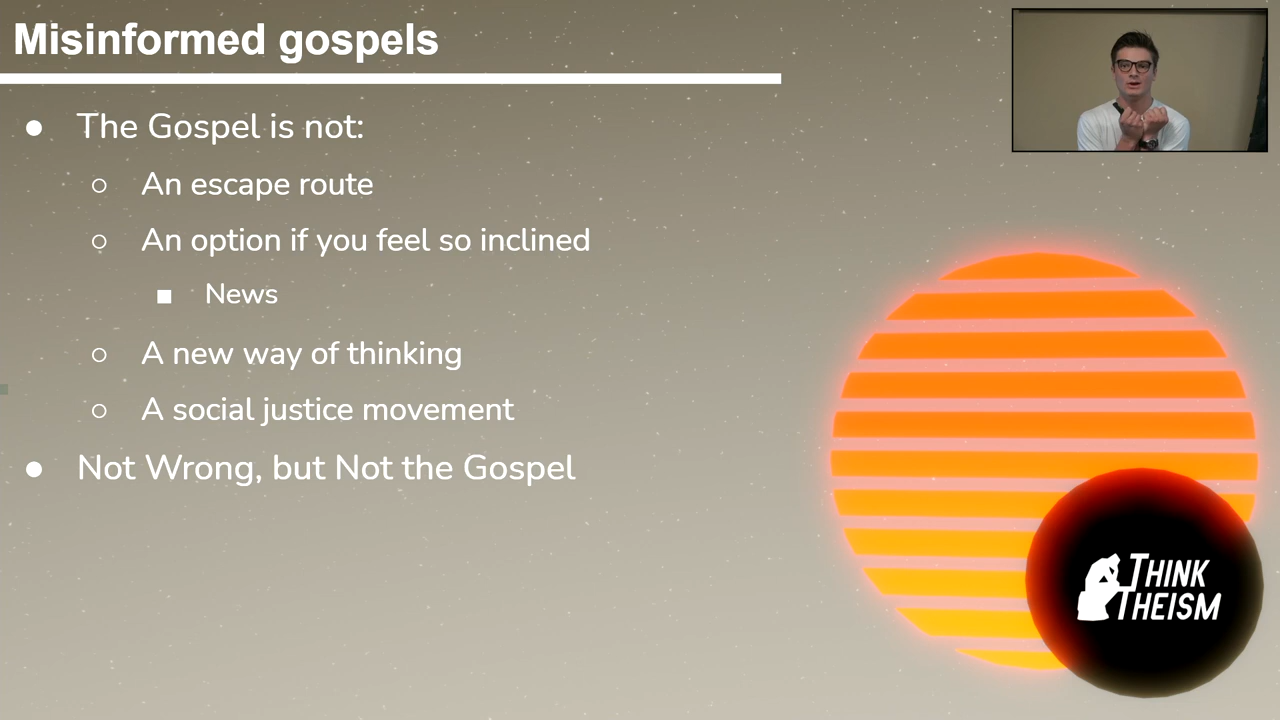 Misinformed gospels
The Gospel is not:
An escape route
An option if you feel so inclined
News
A new way of thinking
A social justice movement
Not Wrong, but Not the Gospel
THINK
THEISM